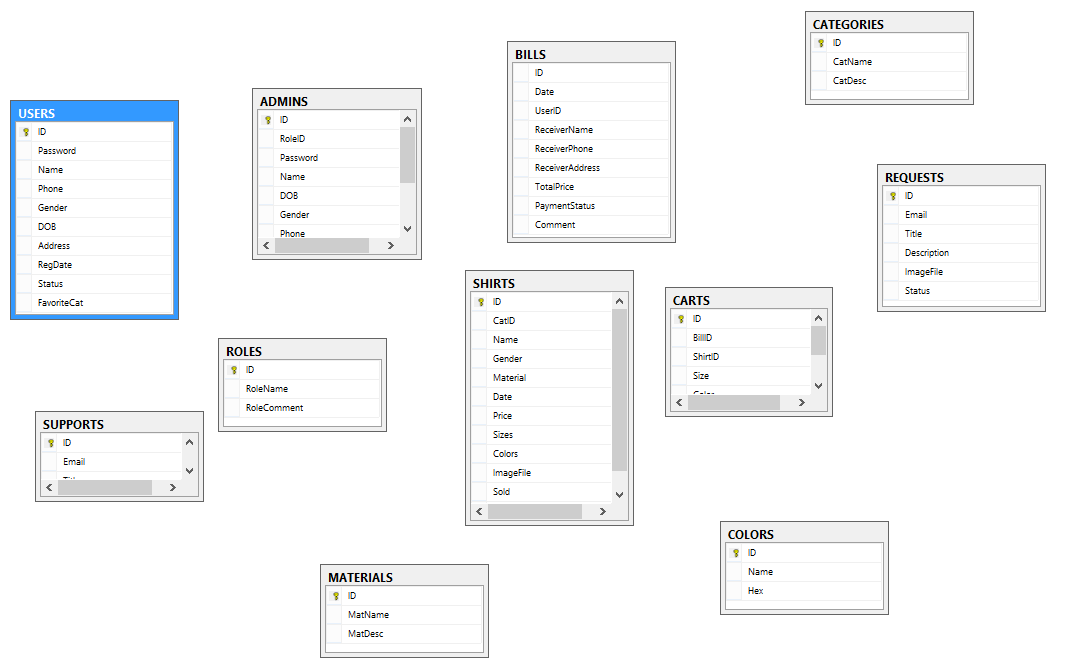 USERS
ID
Password
Name
Phone
Gender
DOB
Address
RegDate
Status
FavoriteCat
ADMINS
ID
RoleID
Password
Name
DOB
Gender
Phone
BILLS
ID
Date
UserID
ReceiverName
ReceiverPhone
ReceiverAddress
TotalPrice
PaymentStatus
Comment
CATEGORIES
ID
CatName
CatDesc
REQUESTS
ID
Email
Title
Description
ImageFile
Status
SHIRTS
ID
CatID
Name
Gender
Material
Date
Price
Sizes
Colors
ImageFile
Sold
CARTS
ID
BillID
ShirtID
Size
ROLES
ID
RoleName
RoleComment
SUPPORTS
ID
Email
COLORS
ID
Name
Hex
MATERIALS
ID
MatName
MatDesc